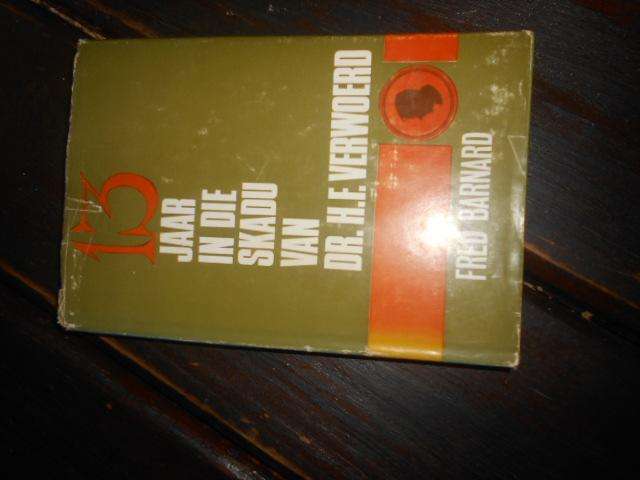 13
JAAR
IN DIE
SKADU
VAN
DR. H.F. VERWOERD
FRED BARNARD